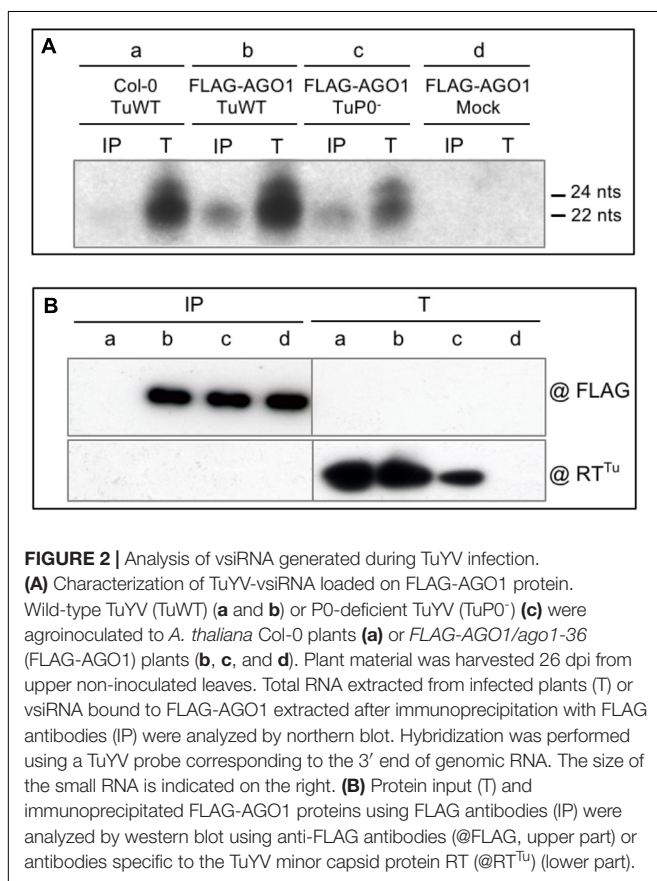 A
a b c d
Col-0 FLAG-AGO1 FLAG-AGO1 FLAG-AGO1
TuWT TuWT TuP0- Mock
IP T IP T IP T IP T
24 nts
22 nts
B
IP T
a b c d a b c d
@ FLAG
@ RTTu
FIGURE 2 | Analysis of vsiRNA generated during TuYV infection.
(A) Characterization of TuYV-vsiRNA loaded on FLAG-AGO1 protein.
Wild-type TuYV (TuWT) (a and b) or P0-deficient TuYV (TuP0-) (c) were
agroinoculated to A. thaliana Col-0 plants (a) or FLAG-AGO1/ago1-36
(FLAG-AGO1) plants (b, c, and d). Plant material was harvested 26 dpi from
upper non-inoculated leaves. Total RNA extracted from infected plants (T) or
vsiRNA bound to FLAG-AGO1 extracted after immunoprecipitation with FLAG
antibodies (IP) were analyzed by northern blot. Hybridization was performed
using a TuYV probe corresponding to the 3′ end of genomic RNA. The size of
the small RNA is indicated on the right. (B) Protein input (T) and
immunoprecipitated FLAG-AGO1 proteins using FLAG antibodies (IP) were
analyzed by western blot using anti-FLAG antibodies (@FLAG, upper part) or
antibodies specific to the TuYV minor capsid protein RT (@RTTu) (lower part).